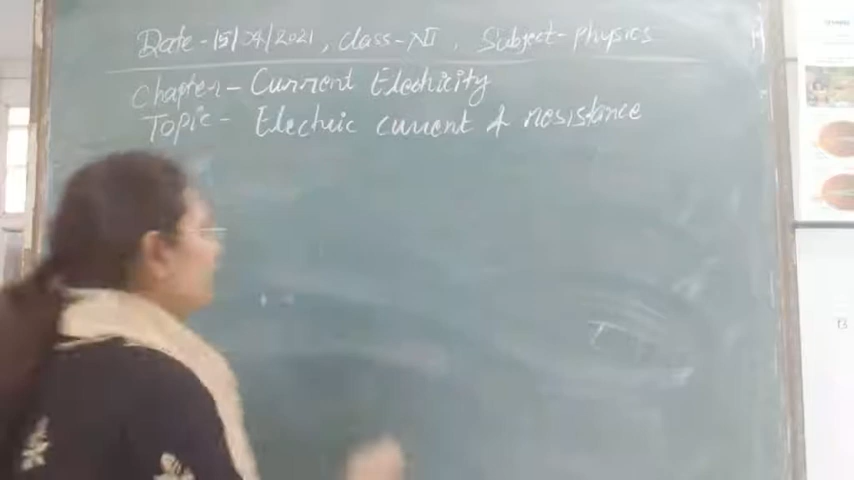 Date - 15/04/2021, Class - XII, Subject - Physics
Chapter - Current Electricity
Topic - Electric current & resistance